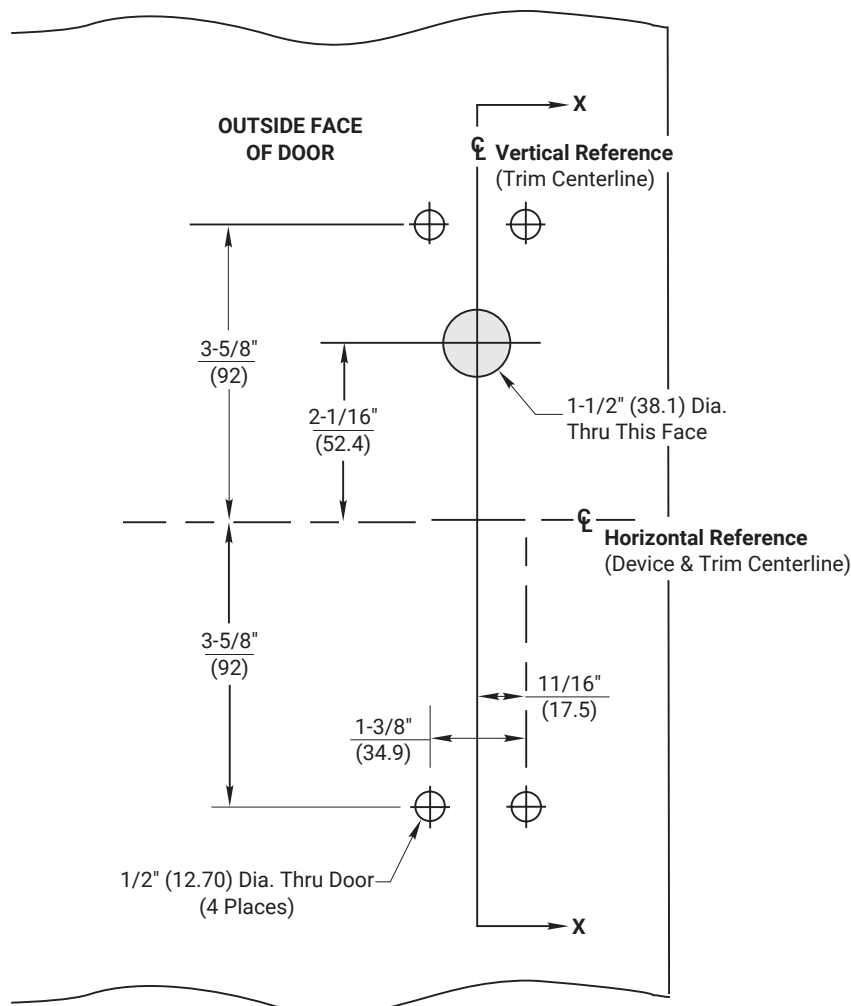 X
OUTSIDE FACE
OF DOOR
℄ Vertical Reference
(Trim Centerline)
3-5/8"
(92)
2-1/16"
(52.4)
1-1/2" (38.1) Dia.
Thru This Face
℄
Horizontal Reference
(Device & Trim Centerline)
3-5/8"
(92)
11/16"
(17.5)
1-3/8"
(34.9)
1/2" (12.70) Dia. Thru Door
(4 Places)
X